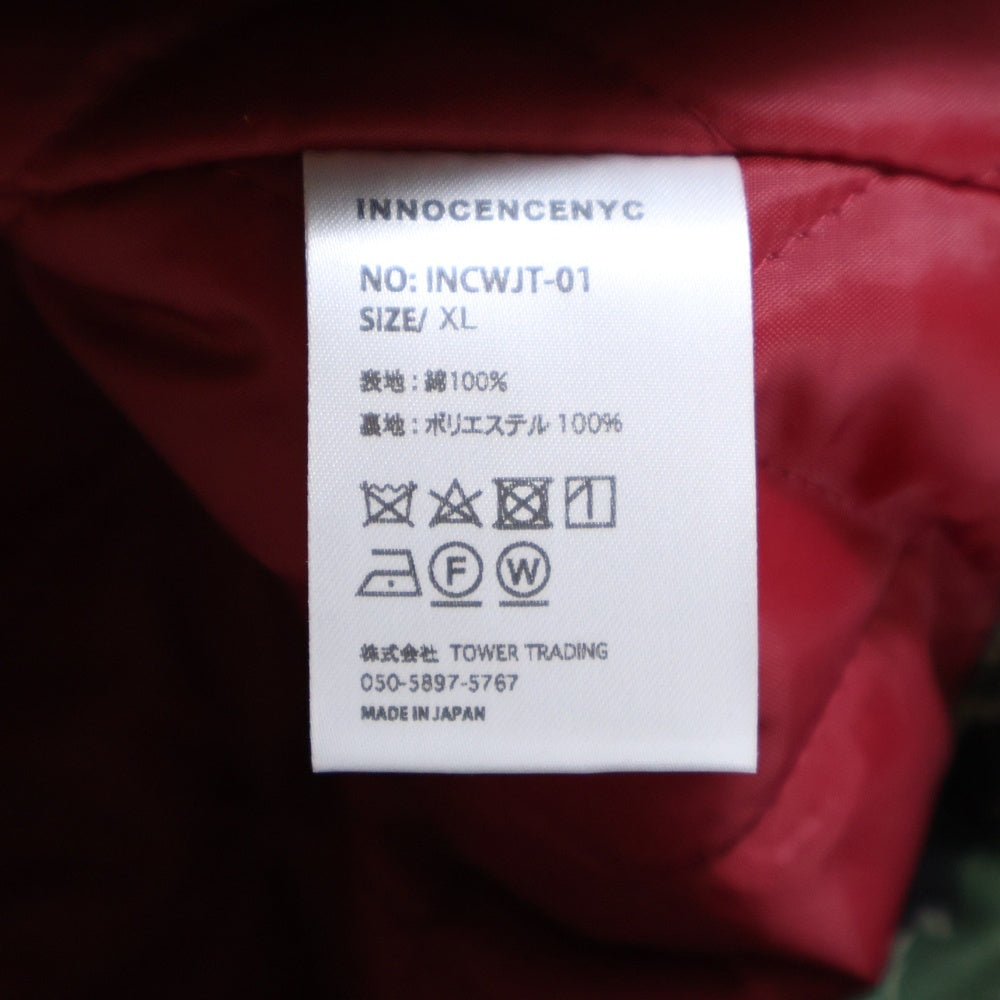 INNOCENCENYC
NO: INCWJT-01
SIZE/ XL
表地 : 綿100%
裏地 : ポリエステル 100%
F W
株式会社 TOWER TRADING
050-5897-5767
MADE IN JAPAN